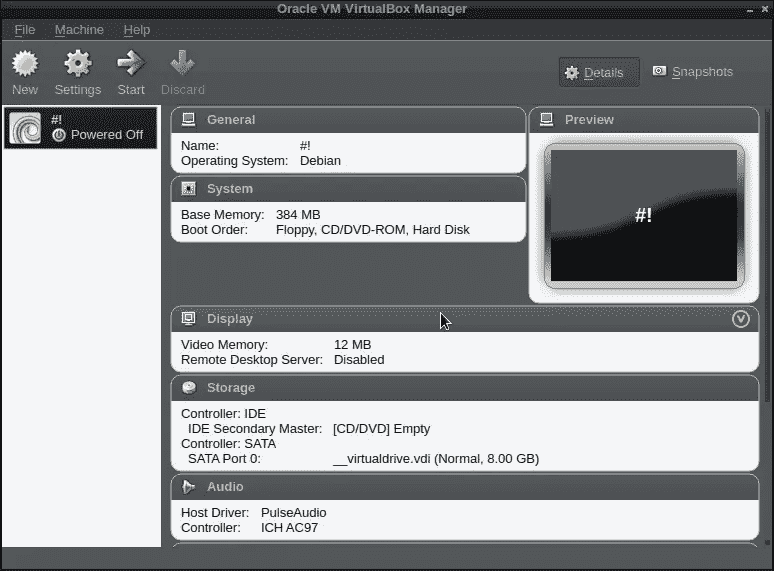 Oracle VM VirtualBox Manager
File Machine Help
New Settings Start Discard
Details Snapshots
#!
Powered Off
General
Name: #!
Operating System: Debian
System
Base Memory: 384 MB
Boot Order: Floppy, CD/DVD-ROM, Hard Disk
Preview
#!
Display
Video Memory: 12 MB
Remote Desktop Server: Disabled
Storage
Controller: IDE
IDE Secondary Master: [CD/DVD] Empty
Controller: SATA
SATA Port 0: __virtualdrive.vdi (Normal, 8.00 GB)
Audio
Host Driver: PulseAudio
Controller: ICH AC97